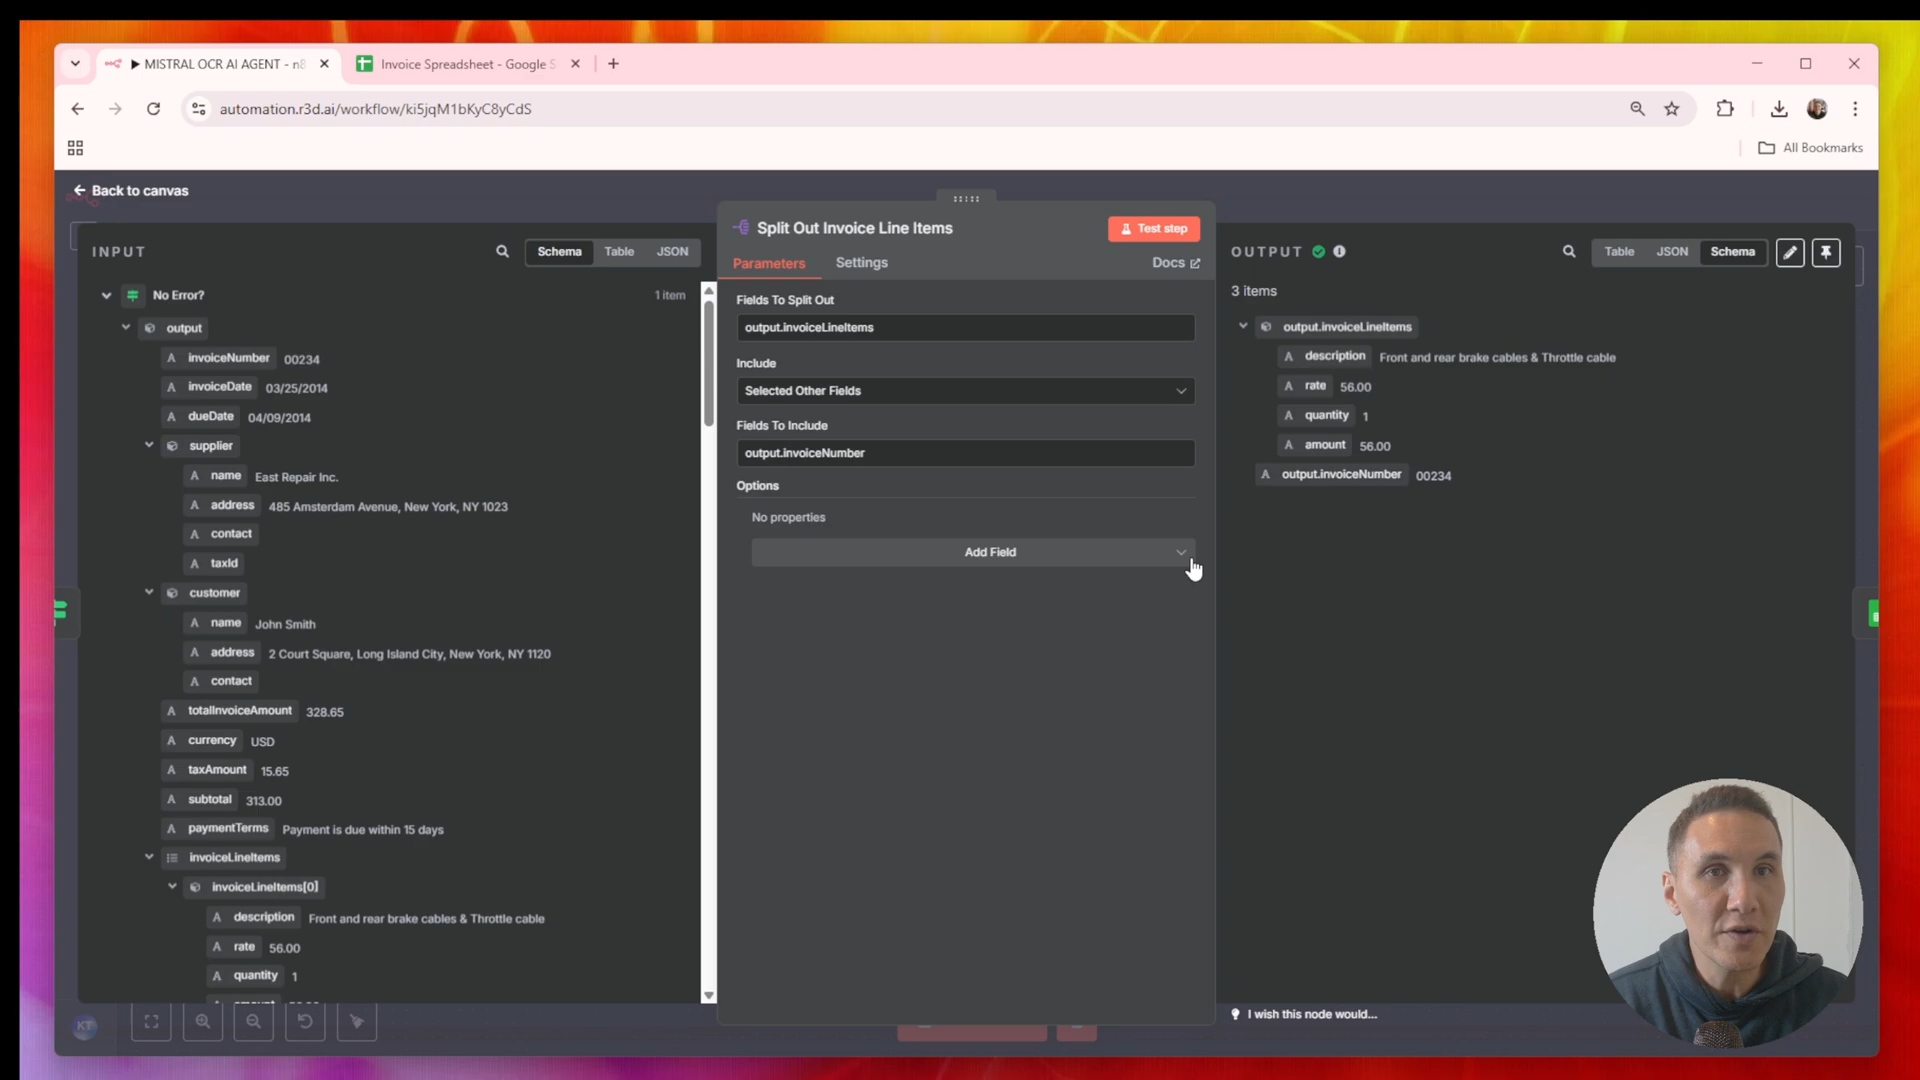 MISTRAL OCR AI AGENT - n8
Invoice Spreadsheet - Google S
automation.r3d.ai/workflow/ki5jqM1bKyC8yCdS
All Bookmarks
Back to canvas
INPUT
Schema
Table
JSON
No Error?
1 item
output
invoiceNumber 00234
invoiceDate 03/25/2014
dueDate 04/09/2014
supplier
name East Repair Inc.
address 485 Amsterdam Avenue, New York, NY 1023
contact
taxId
customer
name John Smith
address 2 Court Square, Long Island City, New York, NY 1120
contact
totalInvoiceAmount 328.65
currency USD
taxAmount 15.65
subtotal 313.00
paymentTerms Payment is due within 15 days
invoiceLineItems
invoiceLineItems[0]
description Front and rear brake cables & Throttle cable
rate 56.00
quantity 1
KT
Split Out Invoice Line Items
Test step
Parameters
Settings
Docs
Fields To Split Out
output.invoiceLineItems
Include
Selected Other Fields
Fields To Include
output.invoiceNumber
Options
No properties
Add Field
OUTPUT
Table
JSON
Schema
3 items
output.invoiceLineItems
description Front and rear brake cables & Throttle cable
rate 56.00
quantity 1
amount 56.00
output.invoiceNumber 00234
I wish this node would...